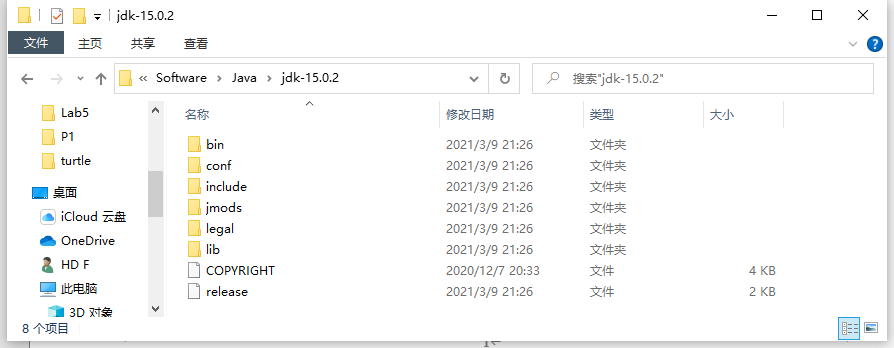 jdk-15.0.2
文件 主页 共享 查看
« Software > Java > jdk-15.0.2 搜索"jdk-15.0.2"
Lab5
P1
turtle
桌面
iCloud 云盘
OneDrive
HD F
此电脑
3D 对象
名称 修改日期 类型 大小
bin 2021/3/9 21:26 文件夹
conf 2021/3/9 21:26 文件夹
include 2021/3/9 21:26 文件夹
jmods 2021/3/9 21:26 文件夹
legal 2021/3/9 21:26 文件夹
lib 2021/3/9 21:26 文件夹
COPYRIGHT 2020/12/7 20:33 文件 4 KB
release 2021/3/9 21:26 文件 2 KB
8 个项目